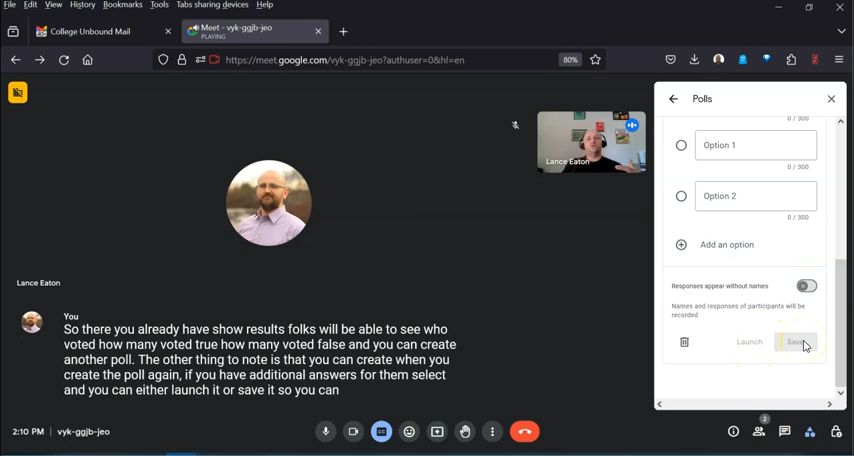 File Edit View History Bookmarks Tools Tabs sharing devices Help
College Unbound Mail
Meet - vyk-ggjb-jeo
PLAYING
https://meet.google.com/vyk-ggjb-jeo?authuser=0&hl=en
80%
Polls
0 / 300
Option 1
0 / 300
Option 2
0 / 300
Add an option
Responses appear without names
Names and responses of participants will be
recorded
Launch
Save
Lance Eaton
Lance Eaton
You
So there you already have show results folks will be able to see who
voted how many voted true how many voted false and you can create
another poll. The other thing to note is that you can create when you
create the poll again, if you have additional answers for them select
and you can either launch it or save it so you can
2:10 PM | vyk-ggjb-jeo
CC
2